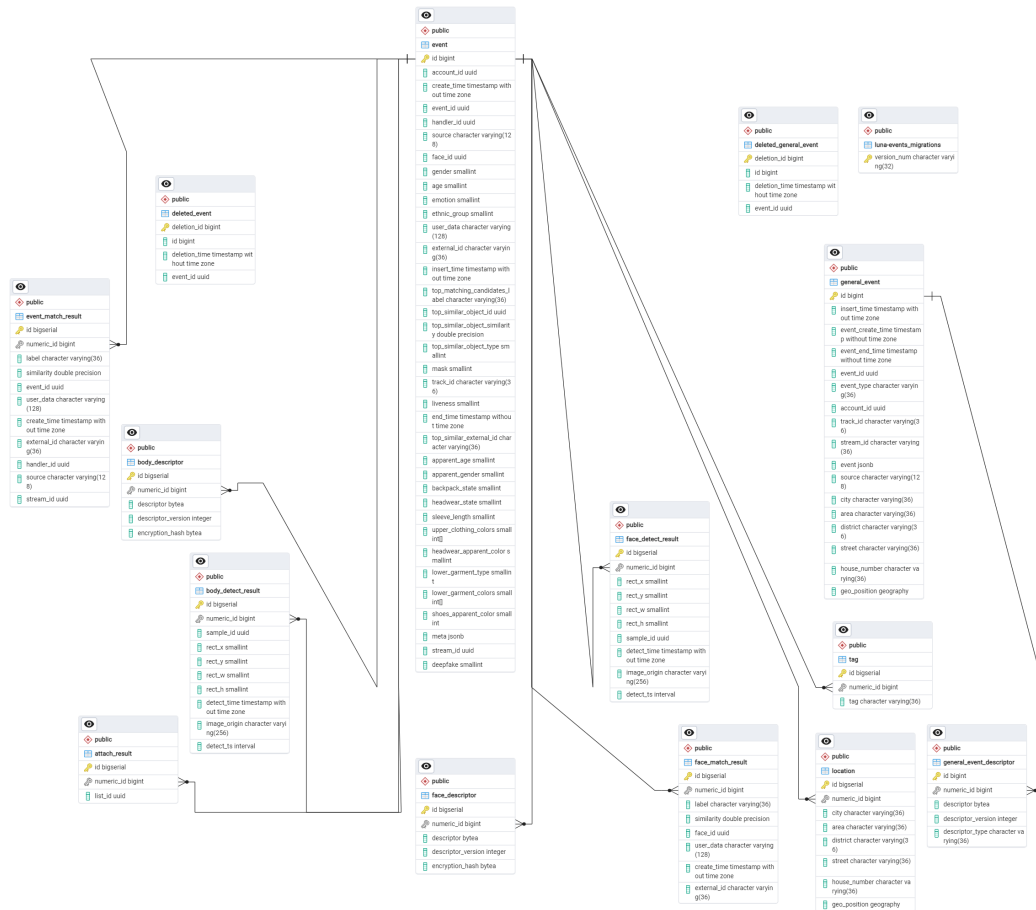 public
event
id bigint
account_id uuid
create_time timestamp with
out time zone
event_id uuid
handler_id uuid
source character varying(12
8)
face_id uuid
gender smallint
age smallint
emotion smallint
ethnic_group smallint
user_data character varying
(128)
external_id character varyin
g(36)
insert_time timestamp with
out time zone
top_matching_candidates_l
abel character varying(36)
top_similar_object_id uuid
top_similar_object_similarit
y double precision
top_similar_object_type sm
allint
mask smallint
track_id character varying(3
6)
liveness smallint
end_time timestamp withou
t time zone
top_similar_external_id char
acter varying(36)
apparent_age smallint
apparent_gender smallint
backpack_state smallint
headwear_state smallint
sleeve_length smallint
upper_clothing_colors small
int[]
headwear_apparent_color s
mallint
lower_garment_type smallin
t
lower_garment_colors small
int[]
shoes_apparent_color small
int
meta jsonb
stream_id uuid
deepfake smallint
public
deleted_general_event
deletion_id bigint
id bigint
deletion_time timestamp wit
hout time zone
event_id uuid
public
luna-events_migrations
version_num character varyi
ng(32)
public
deleted_event
deletion_id bigint
id bigint
deletion_time timestamp wit
hout time zone
event_id uuid
public
general_event
id bigint
insert_time timestamp with
out time zone
event_create_time timestam
p without time zone
event_end_time timestamp
without time zone
event_id uuid
event_type character varyin
g(36)
account_id uuid
track_id character varying(3
6)
stream_id character varying
(36)
event jsonb
source character varying(12
8)
city character varying(36)
area character varying(36)
district character varying(3
6)
street character varying(36)
house_number character va
rying(36)
geo_position geography
public
event_match_result
id bigserial
numeric_id bigint
label character varying(36)
similarity double precision
event_id uuid
user_data character varying
(128)
create_time timestamp with
out time zone
external_id character varyin
g(36)
handler_id uuid
source character varying(12
8)
stream_id uuid
public
body_descriptor
id bigserial
numeric_id bigint
descriptor bytea
descriptor_version integer
encryption_hash bytea
public
face_detect_result
id bigserial
numeric_id bigint
rect_x smallint
rect_y smallint
rect_w smallint
rect_h smallint
sample_id uuid
detect_time timestamp with
out time zone
image_origin character varyi
ng(256)
detect_ts interval
public
body_detect_result
id bigserial
numeric_id bigint
sample_id uuid
rect_x smallint
rect_y smallint
rect_w smallint
rect_h smallint
detect_time timestamp with
out time zone
image_origin character varyi
ng(256)
detect_ts interval
public
tag
id bigserial
numeric_id bigint
tag character varying(36)
public
attach_result
id bigserial
numeric_id bigint
list_id uuid
public
face_descriptor
id bigserial
numeric_id bigint
descriptor bytea
descriptor_version integer
encryption_hash bytea
public
face_match_result
id bigserial
numeric_id bigint
label character varying(36)
similarity double precision
face_id uuid
user_data character varying
(128)
create_time timestamp with
out time zone
external_id character varyin
g(36)
public
location
id bigserial
numeric_id bigint
city character varying(36)
area character varying(36)
district character varying(3
6)
street character varying(36)
house_number character va
rying(36)
geo_position geography
public
general_event_descriptor
id bigint
numeric_id bigint
descriptor bytea
descriptor_version integer
descriptor_type character va
rying(36)